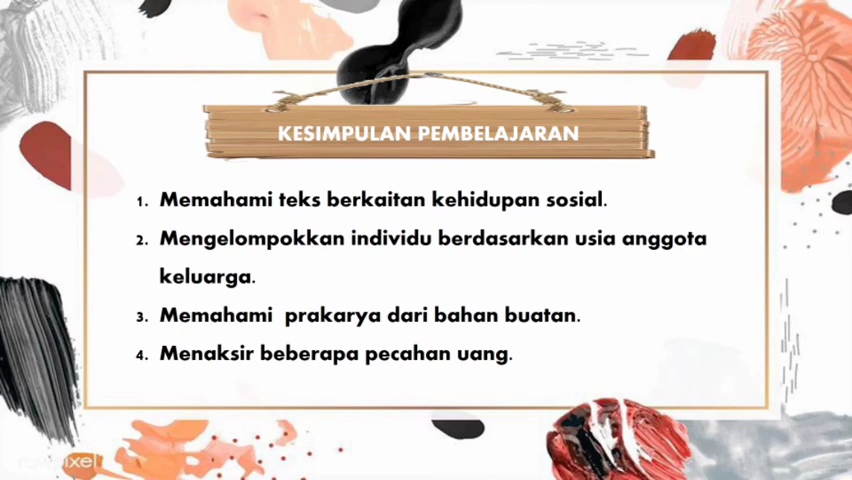 KESIMPULAN PEMBELAJARAN
1. Memahami teks berkaitan kehidupan sosial.
2. Mengelompokkan individu berdasarkan usia anggota
keluarga.
3. Memahami prakarya dari bahan buatan.
4. Menaksir beberapa pecahan uang.
rawpixel